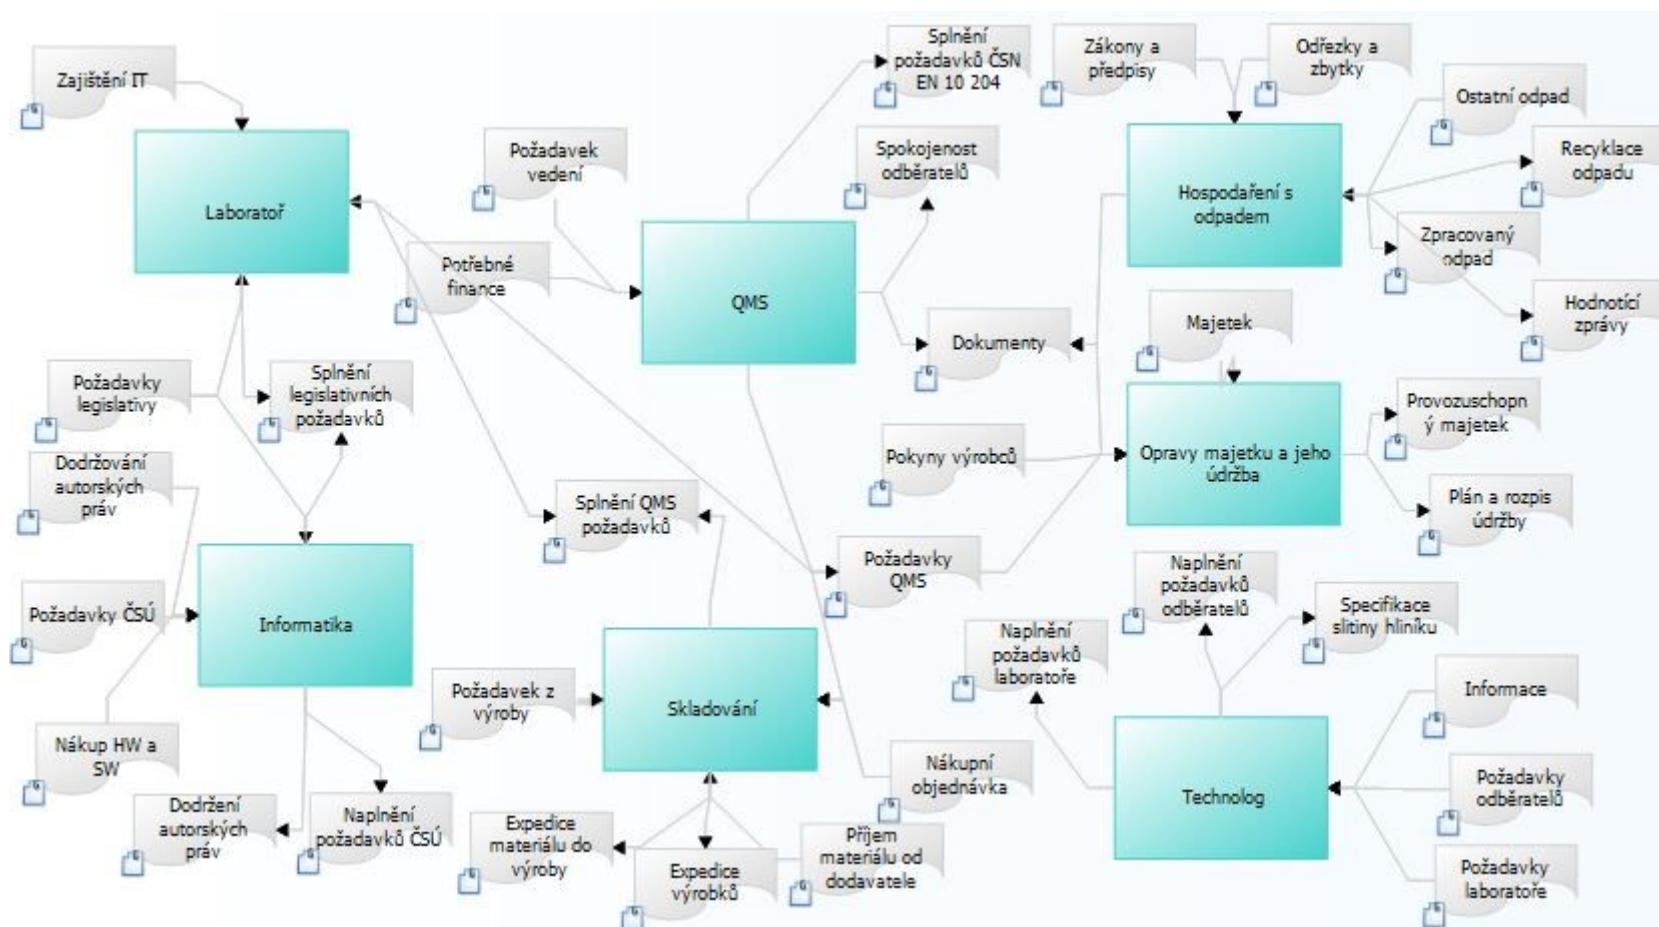 Zajištění IT
Laboratoř
Požadavek
vedení
Potřebné
finance
QMS
Splnění
požadavků ČSN
EN 10 204
Spokojenost
odběratelů
Dokumenty
Zákony a
předpisy
Odřezky a
zbytky
Ostatní odpad
Recyklace
odpadu
Hospodaření s
odpadem
Zpracovaný
odpad
Hodnotící
zprávy
Majetek
Požadavky
legislativy
Splnění
legislativních
požadavků
Pokyny výrobců
Opravy majetku a jeho
údržba
Provozuschopn
ý majetek
Plán a rozpis
údržby
Dodržování
autorských
práv
Splnění QMS
požadavků
Požadavky
QMS
Požadavky ČSÚ
Informatika
Naplnění
požadavků
odběratelů
Specifikace
slitiny hliníku
Naplnění
požadavků
laboratoře
Požadavek z
výroby
Skladování
Informace
Nákup HW a
SW
Nákupní
objednávka
Technolog
Požadavky
odběratelů
Dodržení
autorských
práv
Naplnění
požadavků ČSÚ
Expedice
materiálu do
výroby
Expedice
výrobků
Příjem
materiálu od
dodavatele
Požadavky
laboratoře